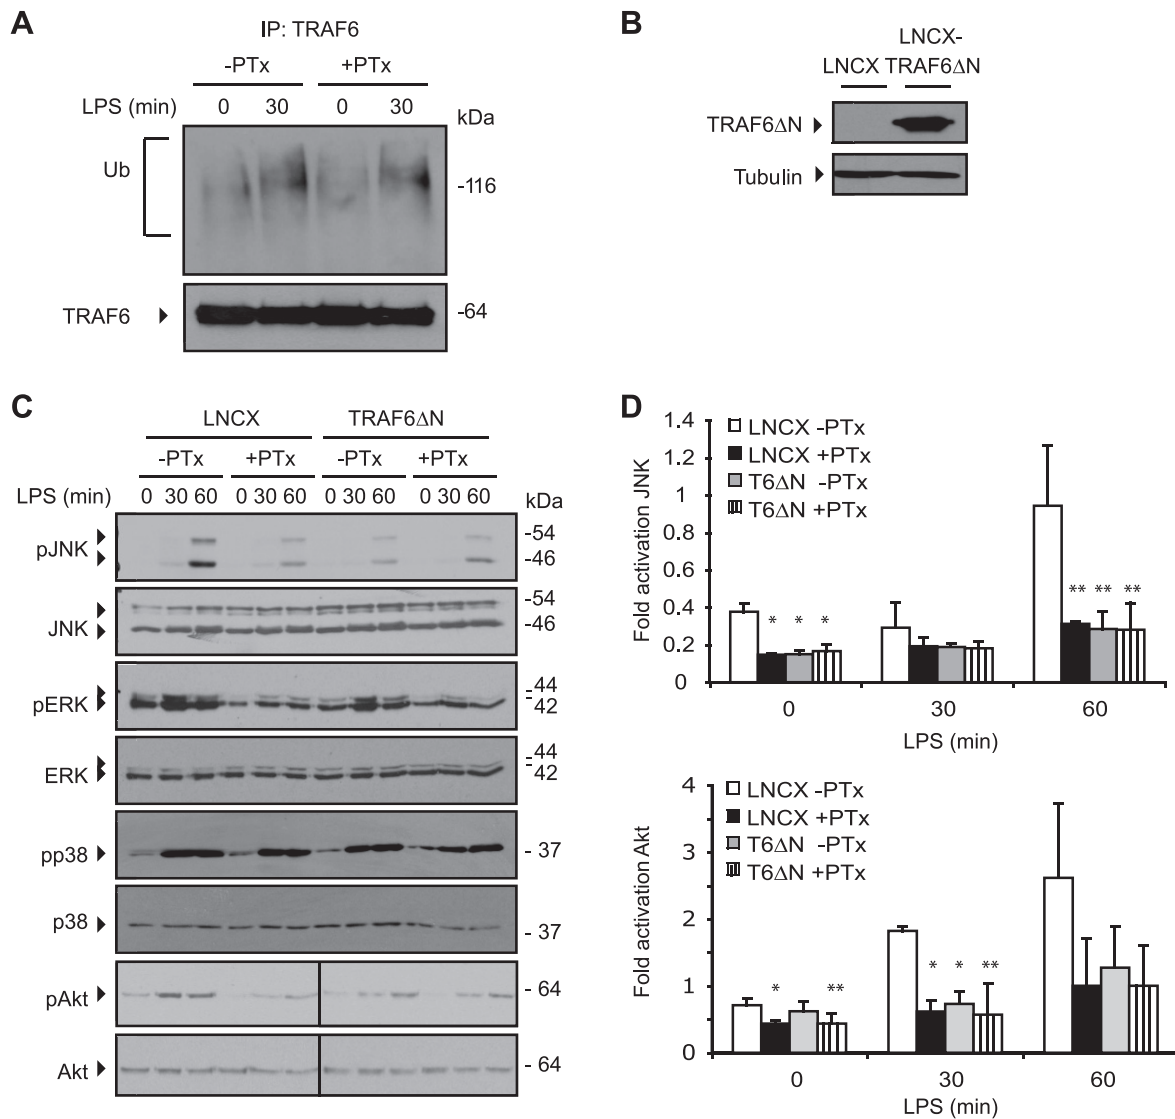 A
IP: TRAF6
-PTx +PTx
LPS (min) 0 30 0 30
kDa
Ub
-116
TRAF6
-64
B
LNCX LNCX-TRAF6ΔN
TRAF6ΔN
Tubulin
C
LNCX TRAF6ΔN
-PTx +PTx -PTx +PTx
LPS (min) 0 30 60 0 30 60 0 30 60 0 30 60
kDa
pJNK
-54
-46
JNK
-54
-46
pERK
-44
-42
ERK
-44
-42
pp38
- 37
p38
- 37
pAkt
- 64
Akt
- 64
D
Fold activation JNK
1.4
1.2
1
0.8
0.6
0.4
0.2
0
LNCX -PTx
LNCX +PTx
T6ΔN -PTx
T6ΔN +PTx
* * *
** ** **
0 30 60
LPS (min)
Fold activation Akt
4
3
2
1
0
LNCX -PTx
LNCX +PTx
T6ΔN -PTx
T6ΔN +PTx
* **
* * **
0 30 60
LPS (min)